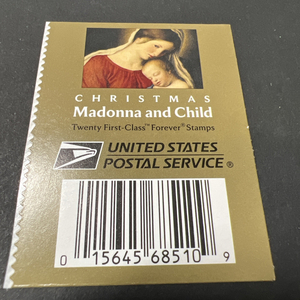 CHRISTMAS
Madonna and Child
Twenty First-Class™ Forever® Stamps
UNITED STATES
POSTAL SERVICE®
0 15645 68510 9